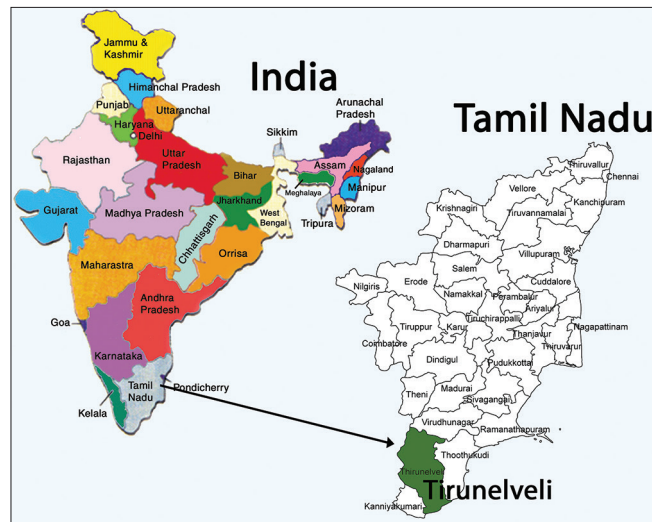 India
Jammu &
Kashmir
Himanchal Pradesh
Punjab
Uttaranchal
Haryana
Delhi
Rajasthan
Uttar
Pradesh
Sikkim
Arunachal
Pradesh
Assam
Nagaland
Meghalaya
Manipur
Bihar
Gujarat
Madhya Pradesh
Jharkhand
West
Bengal
Tripura
Mizoram
Chhattisgarh
Maharastra
Orrisa
Andhra
Pradesh
Goa
Karnataka
Tamil
Nadu
Pondicherry
Kelala
Tamil Nadu
Thiruvallur
Chennai
Vellore
Kanchipuram
Krishnagiri
Tiruvannamalai
Dharmapuri
Villupuram
Salem
Nilgiris
Erode
Cuddalore
Namakkal
Perambalur
Ariyalur
Tiruchirappalli
Tiruppur
Karur
Nagapattinam
Thanjavur
Coimbatore
Thiruvarur
Dindigul
Pudukkottai
Theni
Madurai
Sivagangai
Virudhunagar
Ramanathapuram
Thoothukudi
Thirunelveli
Tirunelveli
Kanniyakumari